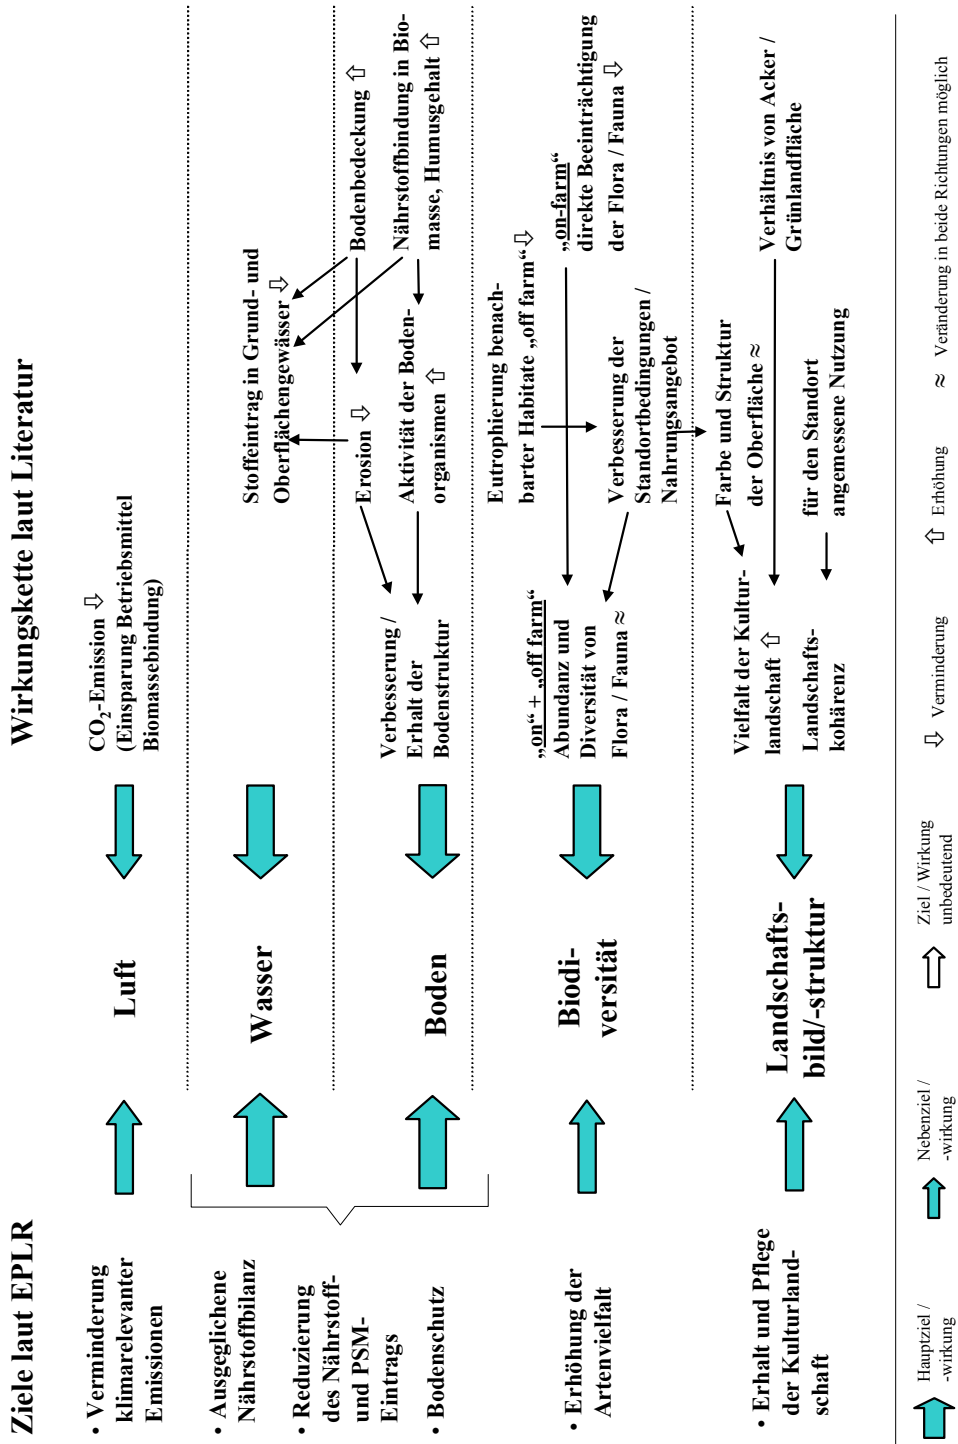 Ziele laut EPLR
Wirkungskette laut Literatur
• Verminderung
klimarelevanter
Emissionen
Luft
CO₂-Emission ⇩
(Einsparung Betriebsmittel
Biomassebindung)
• Ausgeglichene
Nährstoffbilanz
• Reduzierung
des Nährstoff-
und PSM-
Eintrags
• Bodenschutz
Wasser
Stoffeintrag in Grund- und
Oberflächengewässer ⇩
Boden
Verbesserung /
Erhalt der
Bodenstruktur
Erosion ⇩
Aktivität der Boden-
organismen ⇧
Bodenbedeckung ⇧
Nährstoffbindung in Bio-
masse, Humusgehalt ⇧
• Erhöhung der
Artenvielfalt
Biodi-
versität
„on“ + „off farm“
Abundanz und
Diversität von
Flora / Fauna ≈
Eutrophierung benach-
barter Habitate „off farm“ ⇩
Verbesserung der
Standortbedingungen /
Nahrungsangebot
„on-farm“
direkte Beeinträchtigung
der Flora / Fauna ⇩
• Erhalt und Pflege
der Kulturland-
schaft
Landschafts-
bild/-struktur
Vielfalt der Kultur-
landschaft ⇧
Landschafts-
kohärenz
Farbe und Struktur
der Oberfläche ≈
für den Standort
angemessene Nutzung
Verhältnis von Acker /
Grünlandfläche
Hauptziel /
-wirkung
Nebenziel /
-wirkung
Ziel / Wirkung
unbedeutend
⇩ Verminderung
⇧ Erhöhung
≈ Veränderung in beide Richtungen möglich